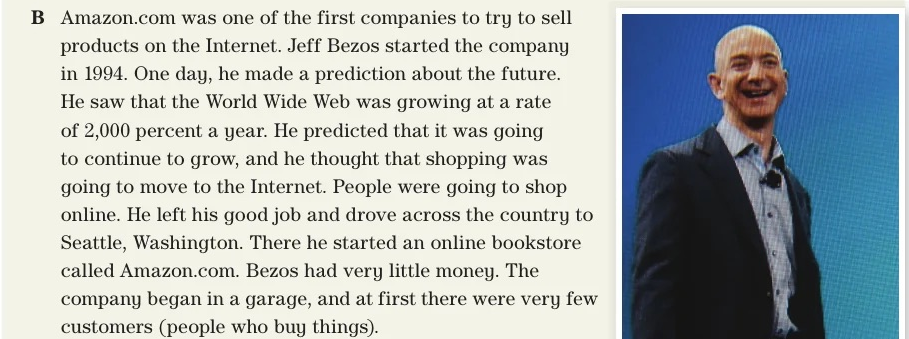 B Amazon.com was one of the first companies to try to sell
products on the Internet. Jeff Bezos started the company
in 1994. One day, he made a prediction about the future.
He saw that the World Wide Web was growing at a rate
of 2,000 percent a year. He predicted that it was going
to continue to grow, and he thought that shopping was
going to move to the Internet. People were going to shop
online. He left his good job and drove across the country to
Seattle, Washington. There he started an online bookstore
called Amazon.com. Bezos had very little money. The
company began in a garage, and at first there were very few
customers (people who buy things).